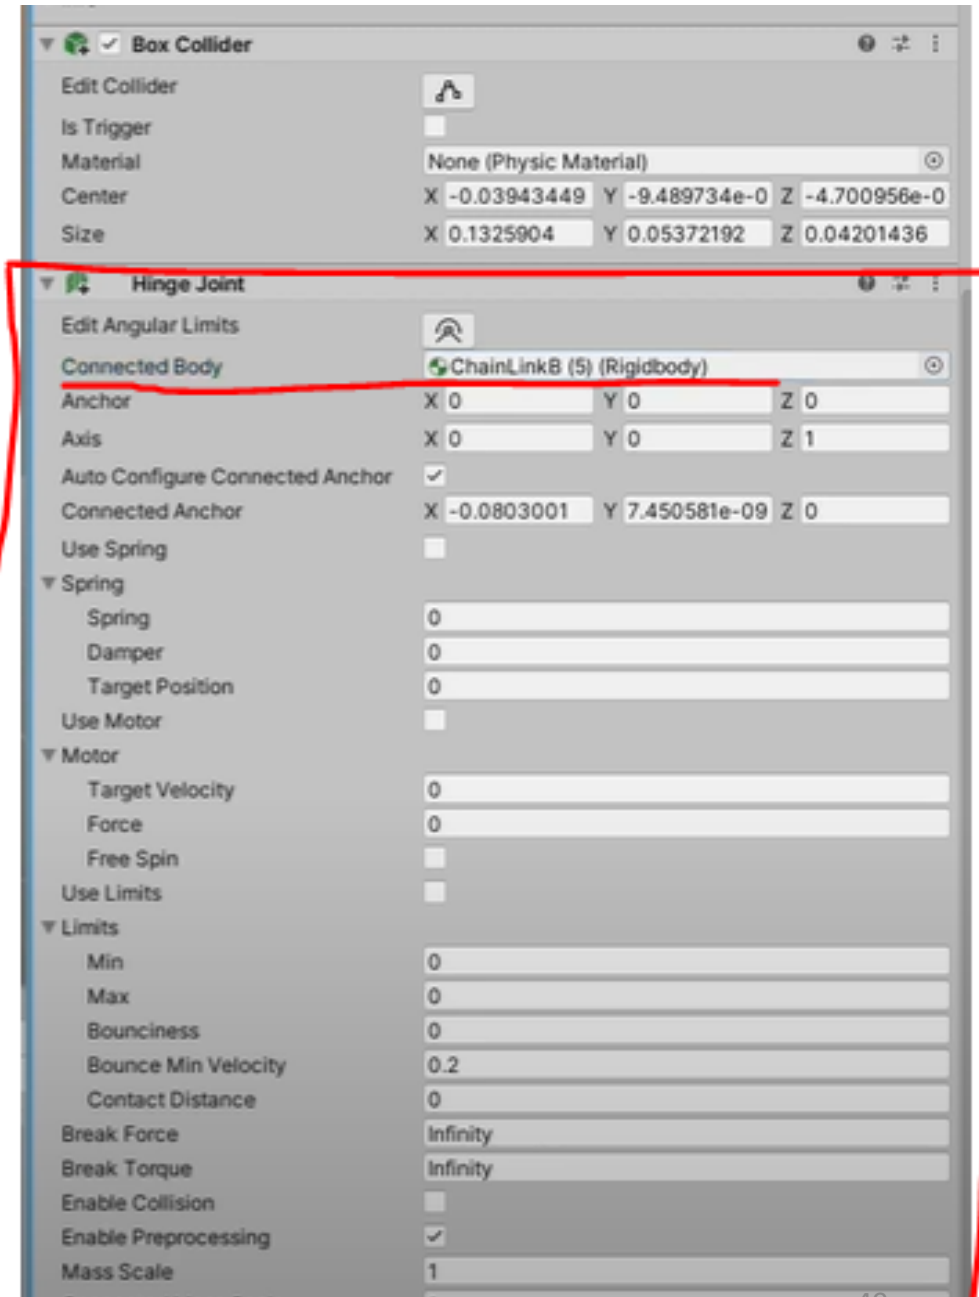 Box Collider
Edit Collider
Is Trigger
Material None (Physic Material)
Center X -0.03943449 Y -9.489734e-0 Z -4.700956e-0
Size X 0.1325904 Y 0.05372192 Z 0.04201436
Hinge Joint
Edit Angular Limits
Connected Body ChainLinkB (5) (Rigidbody)
Anchor X 0 Y 0 Z 0
Axis X 0 Y 0 Z 1
Auto Configure Connected Anchor
Connected Anchor X -0.0803001 Y 7.450581e-09 Z 0
Use Spring
Spring
Spring 0
Damper 0
Target Position 0
Use Motor
Motor
Target Velocity 0
Force 0
Free Spin
Use Limits
Limits
Min 0
Max 0
Bounciness 0
Bounce Min Velocity 0.2
Contact Distance 0
Break Force Infinity
Break Torque Infinity
Enable Collision
Enable Preprocessing
Mass Scale 1